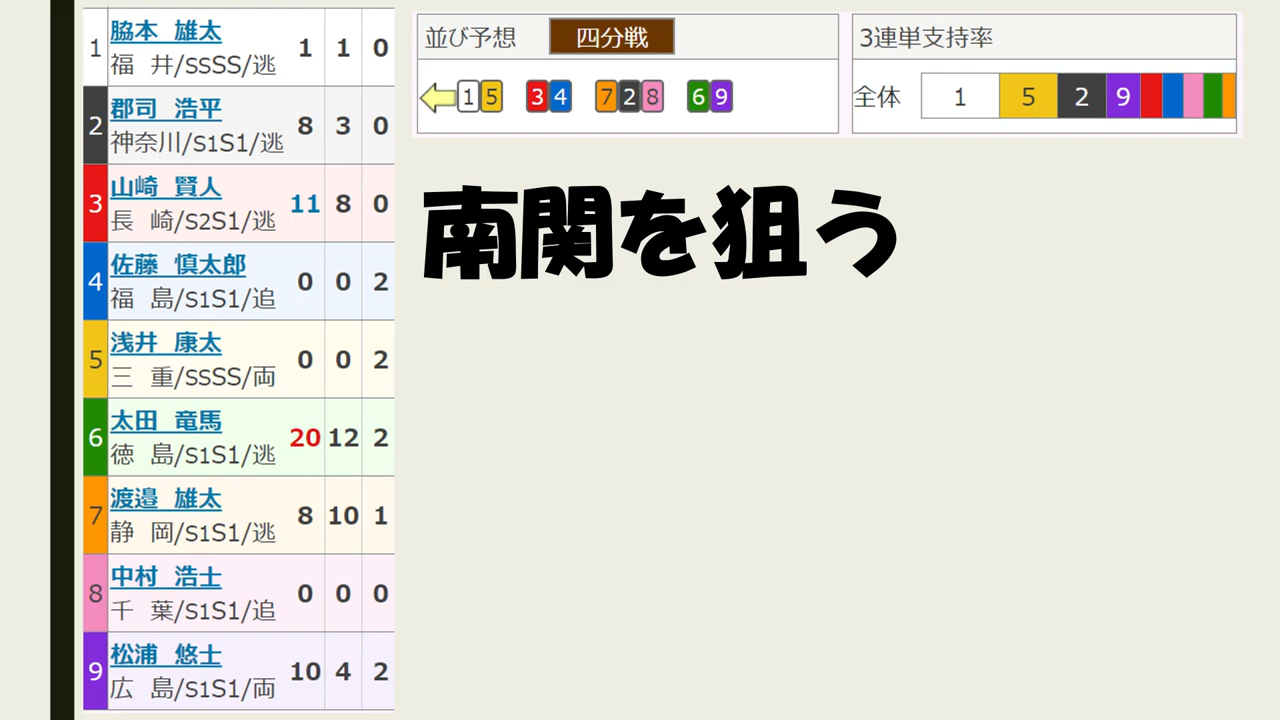 1 脇本 雄太 1 1 0
福 井/SSSS/逃
2 郡司 浩平 8 3 0
神奈川/S1S1/逃
3 山崎 賢人 11 8 0
長 崎/S2S1/逃
4 佐藤 慎太郎 0 0 2
福 島/S1S1/追
5 浅井 康太 0 0 2
三 重/SSSS/両
6 太田 竜馬 20 12 2
徳 島/S1S1/逃
7 渡邉 雄太 8 10 1
静 岡/S1S1/逃
8 中村 浩士 0 0 0
千 葉/S1S1/追
9 松浦 悠士 10 4 2
広 島/S1S1/両
並び予想 四分戦
1 5 3 4 7 2 8 6 9
3連単支持率
全体 1 5 2 9
南関を狙う